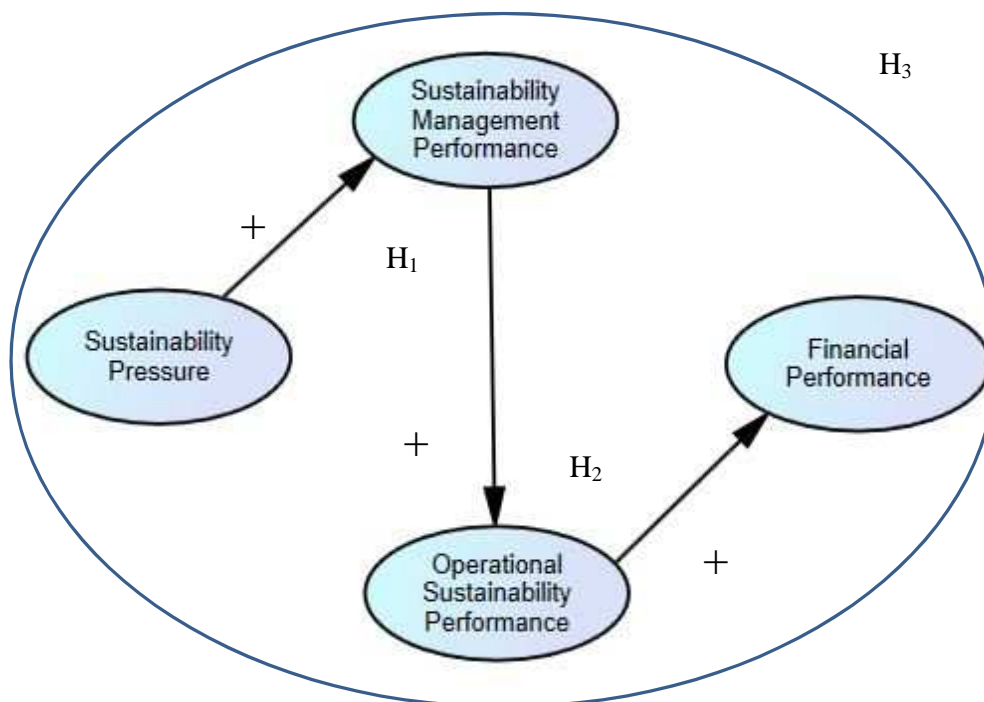 H₃
Sustainability
Management
Performance
+
H₁
Sustainability
Pressure
Financial
Performance
+
H₂
Operational
Sustainability
Performance
+